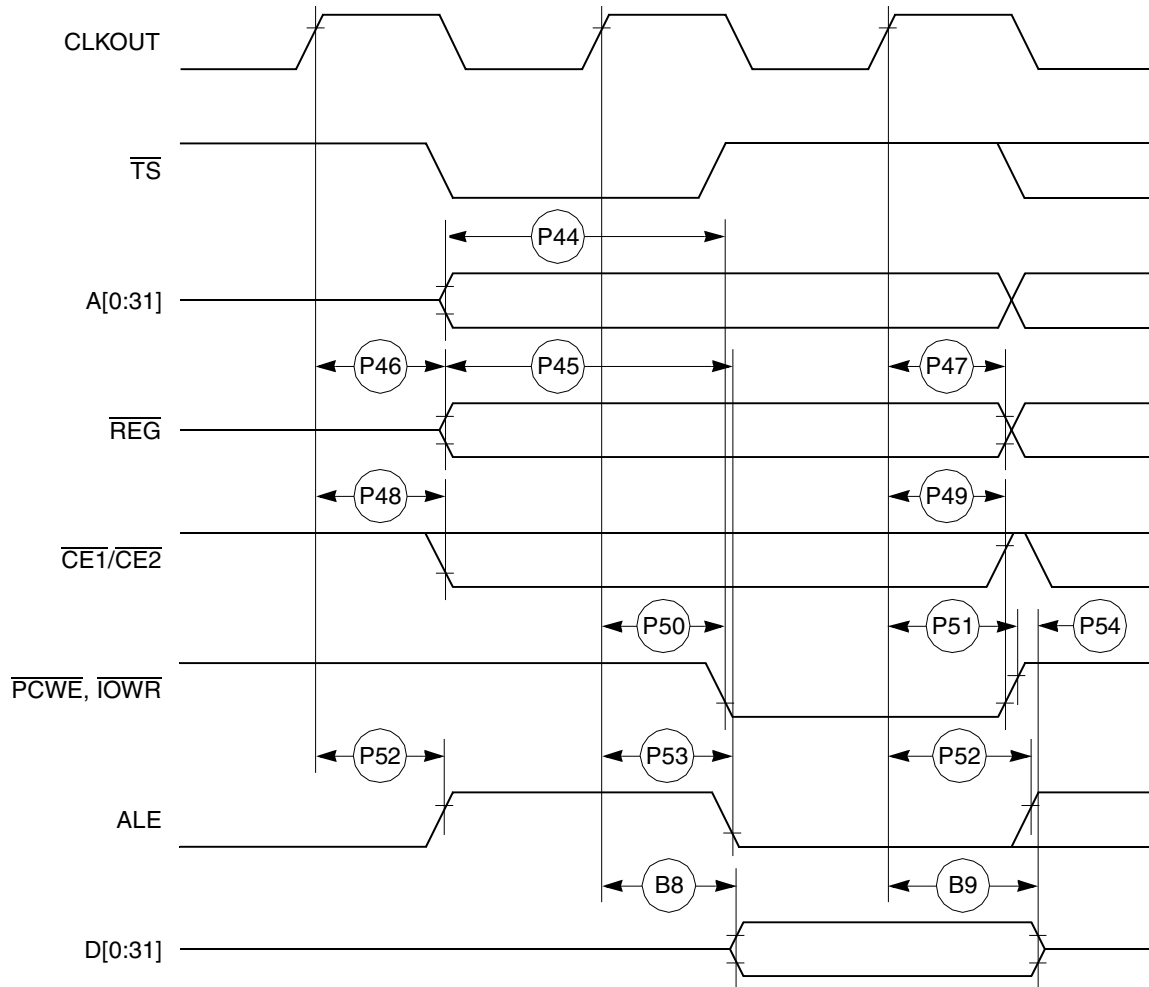 CLKOUT
TS
P44
A[0:31]
P46 P45 P47
REG
P48 P49
CE1/CE2
P50 P51 P54
PCWE, IOWR
P52 P53 P52
ALE
B8 B9
D[0:31]